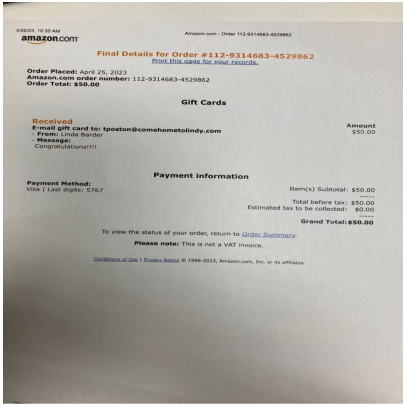 4/26/23, 10:36 AM
Amazon.com - Order 112-9314683-4529862
amazon.com
Final Details for Order #112-9314683-4529862
Print this page for your records.
Order Placed: April 25, 2023
Amazon.com order number: 112-9314683-4529862
Order Total: $50.00
Gift Cards
Received
Amount
E-mail gift card to: tposton@comehometolindy.com
$50.00
- From: Linda Barder
- Message:
Congratulations!!!!
Payment information
Payment Method:
Visa | Last digits: 5767
Item(s) Subtotal: $50.00
-----
Total before tax: $50.00
Estimated tax to be collected: $0.00
-----
Grand Total: $50.00
To view the status of your order, return to Order Summary.
Please note: This is not a VAT invoice.
Conditions of Use | Privacy Notice © 1996-2023, Amazon.com, Inc. or its affiliates